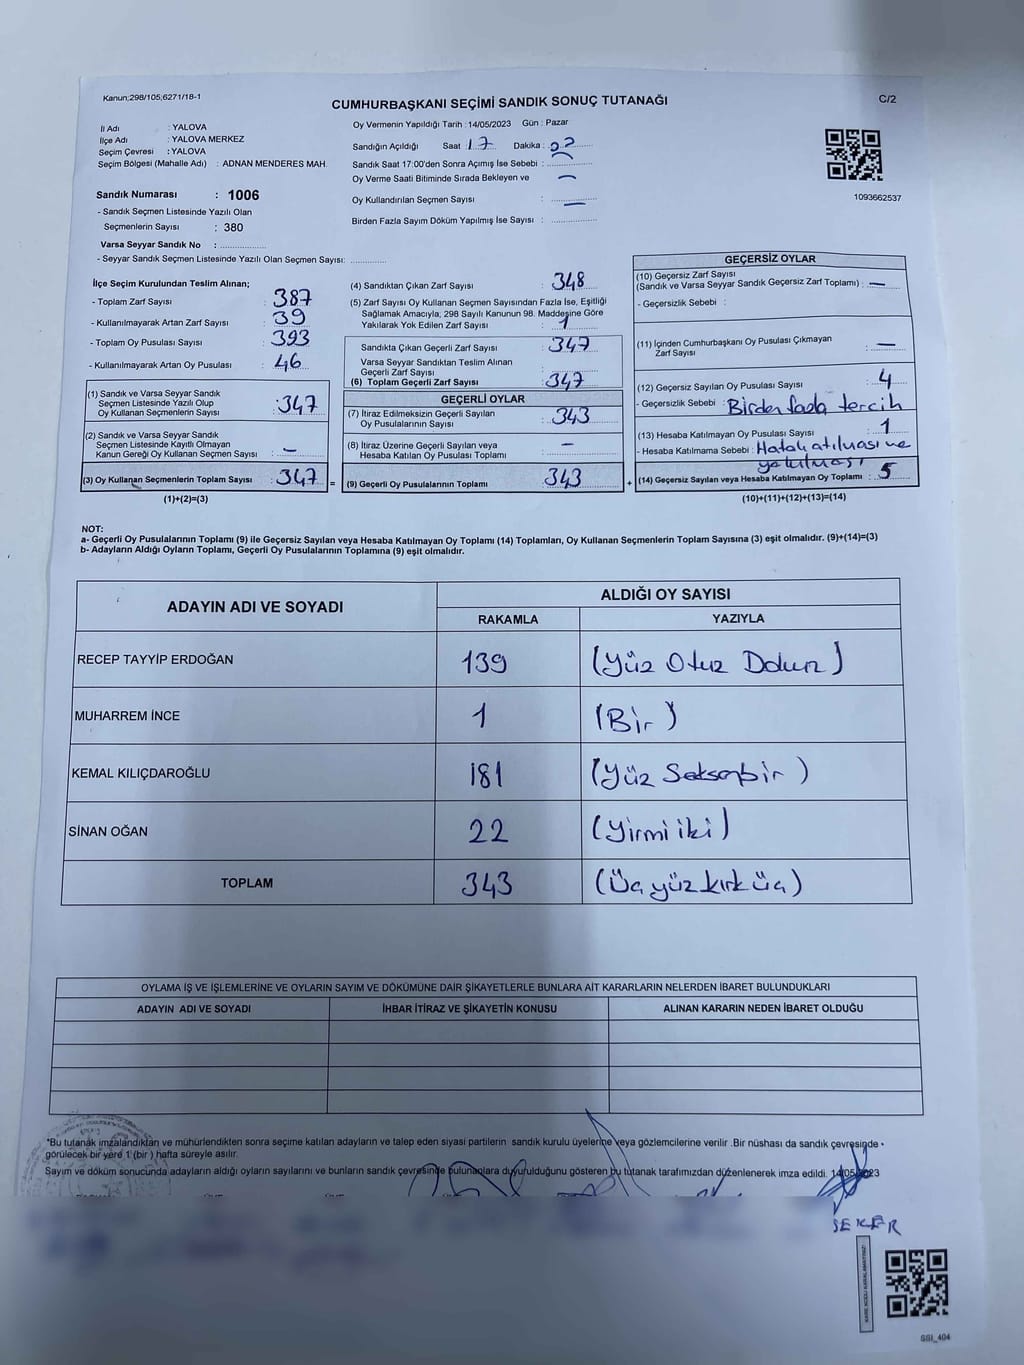 Kanun;298/105;6271/18-1
CUMHURBAŞKANI SEÇİMİ SANDIK SONUÇ TUTANAĞI
C/2
İl Adı : YALOVA
İlçe Adı : YALOVA MERKEZ
Seçim Çevresi : YALOVA
Seçim Bölgesi (Mahalle Adı) : ADNAN MENDERES MAH.
Oy Vermenin Yapıldığı Tarih : 14/05/2023 Gün : Pazar
Sandığın Açıldığı Saat 17 Dakika : 02
Sandık Saat 17:00'den Sonra Açımış İse Sebebi :
Oy Verme Saati Bitiminde Sırada Bekleyen ve —
Oy Kullandırılan Seçmen Sayısı : —
Birden Fazla Sayım Döküm Yapılmış İse Sayısı :
1093662537
Sandık Numarası : 1006
- Sandık Seçmen Listesinde Yazılı Olan
Seçmenlerin Sayısı : 380
Varsa Seyyar Sandık No :
- Seyyar Sandık Seçmen Listesinde Yazılı Olan Seçmen Sayısı:
İlçe Seçim Kurulundan Teslim Alınan;
- Toplam Zarf Sayısı : 387
- Kullanılmayarak Artan Zarf Sayısı : 39
- Toplam Oy Pusulası Sayısı : 393
- Kullanılmayarak Artan Oy Pusulası : 46
(1) Sandık ve Varsa Seyyar Sandık
Seçmen Listesinde Yazılı Olup
Oy Kullanan Seçmenlerin Sayısı : 347
(2) Sandık ve Varsa Seyyar Sandık
Seçmen Listesinde Kayıtlı Olmayan
Kanun Gereği Oy Kullanan Seçmen Sayısı : —
(3) Oy Kullanan Seçmenlerin Toplam Sayısı : 347 =
(1)+(2)=(3)
(4) Sandıktan Çıkan Zarf Sayısı : 348
(5) Zarf Sayısı Oy Kullanan Seçmen Sayısından Fazla İse, Eşitliği
Sağlamak Amacıyla, 298 Sayılı Kanunun 98. Maddesine Göre
Yakılarak Yok Edilen Zarf Sayısı : 1
Sandıkta Çıkan Geçerli Zarf Sayısı : 347
Varsa Seyyar Sandıktan Teslim Alınan
Geçerli Zarf Sayısı :
(6) Toplam Geçerli Zarf Sayısı : 347
GEÇERLİ OYLAR
(7) İtiraz Edilmeksizin Geçerli Sayılan
Oy Pusulalarının Sayısı : 343
(8) İtiraz Üzerine Geçerli Sayılan veya
Hesaba Katılan Oy Pusulası Toplamı : —
(9) Geçerli Oy Pusulalarının Toplamı : 343 +
GEÇERSİZ OYLAR
(10) Geçersiz Zarf Sayısı
(Sandık ve Varsa Seyyar Sandık Geçersiz Zarf Toplamı) : —
- Geçersizlik Sebebi :
(11) İçinden Cumhurbaşkanı Oy Pusulası Çıkmayan
Zarf Sayısı : —
(12) Geçersiz Sayılan Oy Pusulası Sayısı : 4
- Geçersizlik Sebebi : Birden fazla tercih
(13) Hesaba Katılmayan Oy Pusulası Sayısı : 1
- Hesaba Katılmama Sebebi : Hatalı atılması ve
yakılması
(14) Geçersiz Sayılan veya Hesaba Katılmayan Oy Toplamı : 5
(10)+(11)+(12)+(13)=(14)
NOT:
a- Geçerli Oy Pusulalarının Toplamı (9) ile Geçersiz Sayılan veya Hesaba Katılmayan Oy Toplamı (14) Toplamları, Oy Kullanan Seçmenlerin Toplam Sayısına (3) eşit olmalıdır. (9)+(14)=(3)
b- Adayların Aldığı Oyların Toplamı, Geçerli Oy Pusulalarının Toplamına (9) eşit olmalıdır.
ADAYIN ADI VE SOYADI
ALDIĞI OY SAYISI
RAKAMLA YAZIYLA
RECEP TAYYİP ERDOĞAN 139 (Yüz Otuz Dokuz)
MUHARREM İNCE 1 (Bir)
KEMAL KILIÇDAROĞLU 181 (Yüz Seksenbir)
SİNAN OĞAN 22 (Yirmi iki)
TOPLAM 343 (Üç yüz kırk üç)
OYLAMA İŞ VE İŞLEMLERİNE VE OYLARIN SAYIM VE DÖKÜMÜNE DAİR ŞİKAYETLERLE BUNLARA AİT KARARLARIN NELERDEN İBARET BULUNDUKLARI
ADAYIN ADI VE SOYADI İHBAR İTİRAZ VE ŞİKAYETİN KONUSU ALINAN KARARIN NEDEN İBARET OLDUĞU
*Bu tutanak imzalandıktan ve mühürlendikten sonra seçime katılan adayların ve talep eden siyasi partilerin sandık kurulu üyelerine veya gözlemcilerine verilir .Bir nüshası da sandık çevresinde
görülecek bir yere 1 (bir) hafta süreyle asılır.
Sayım ve döküm sonucunda adayların aldığı oyların sayılarını ve bunların sandık çevresinde bulunanlara duyurulduğunu gösteren bu tutanak tarafımızdan düzenlenerek imza edildi. 14/05/2023
ŞEKER
SSI_404